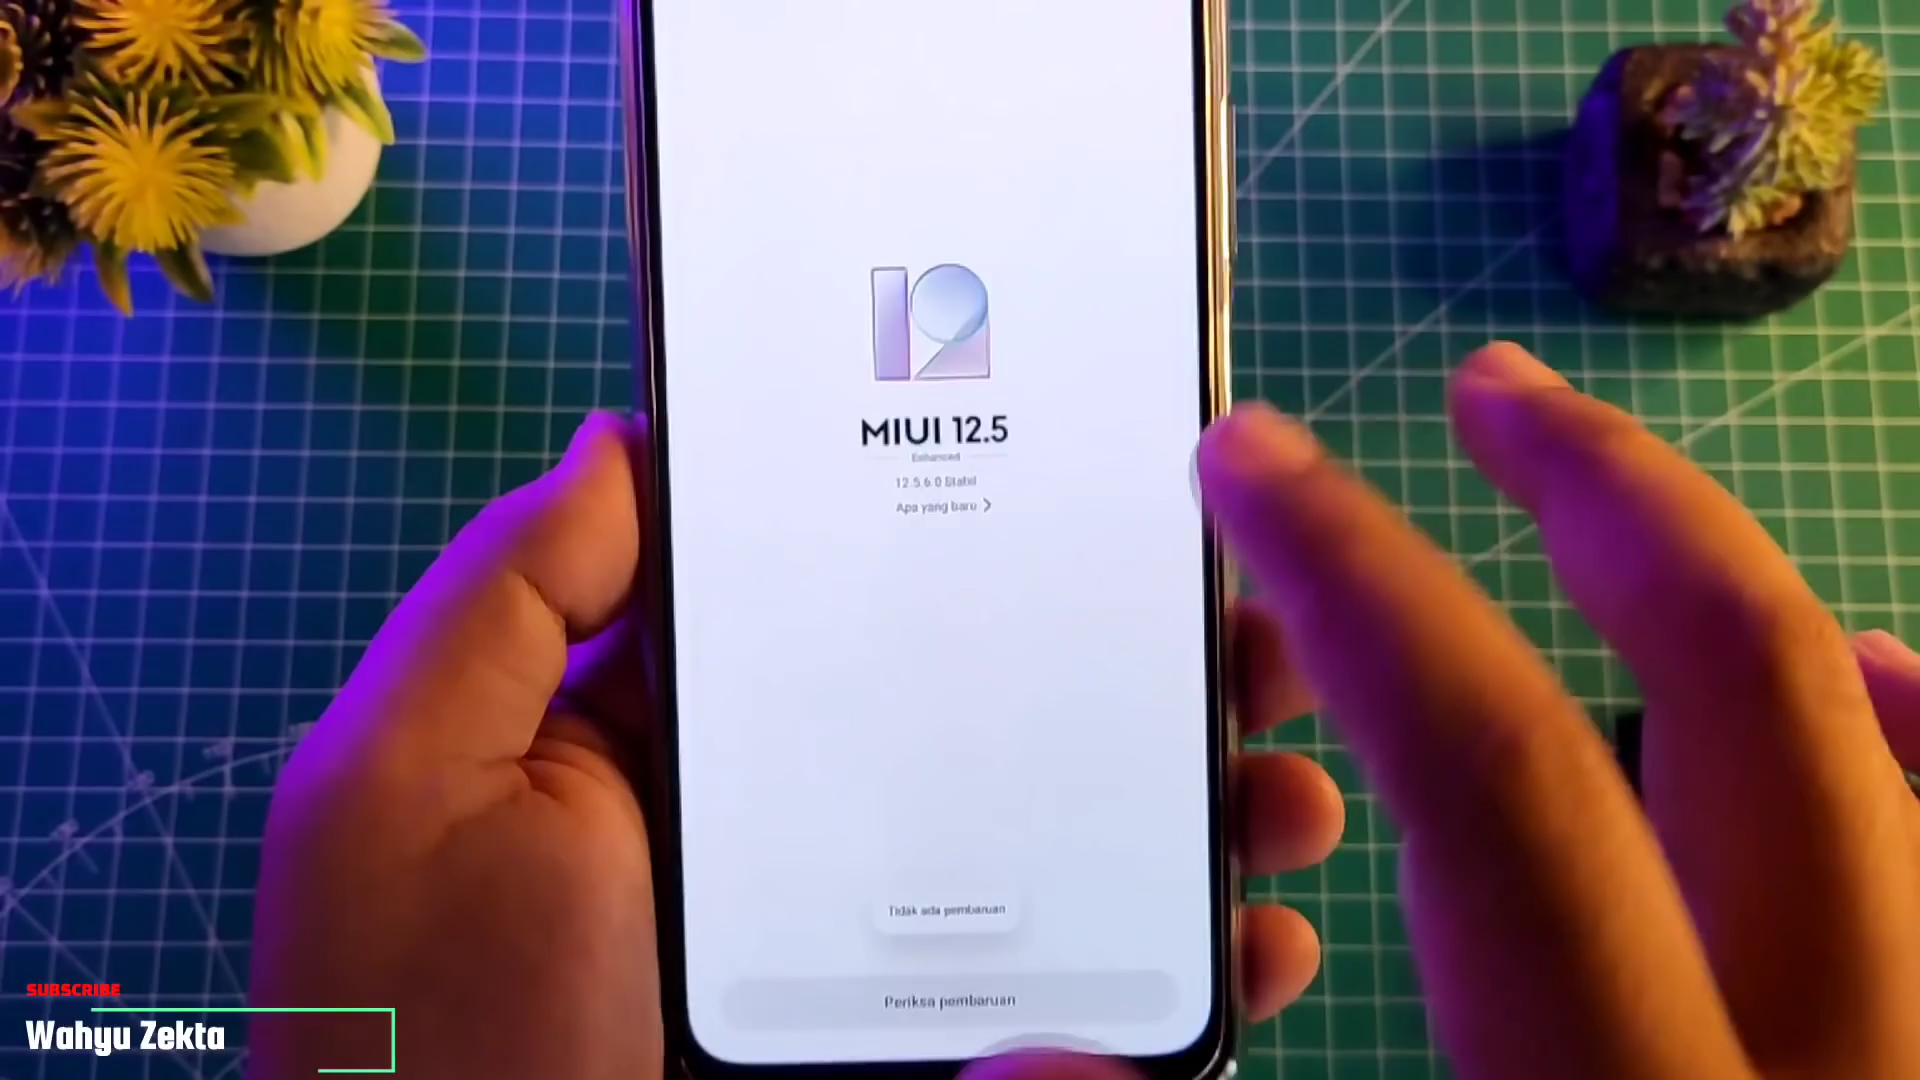 MIUI 12.5
Enhanced
12.5.6.0 Stabil
Apa yang baru >
Tidak ada pembaruan
Periksa pembaruan
SUBSCRIBE
Wahyu Zekta